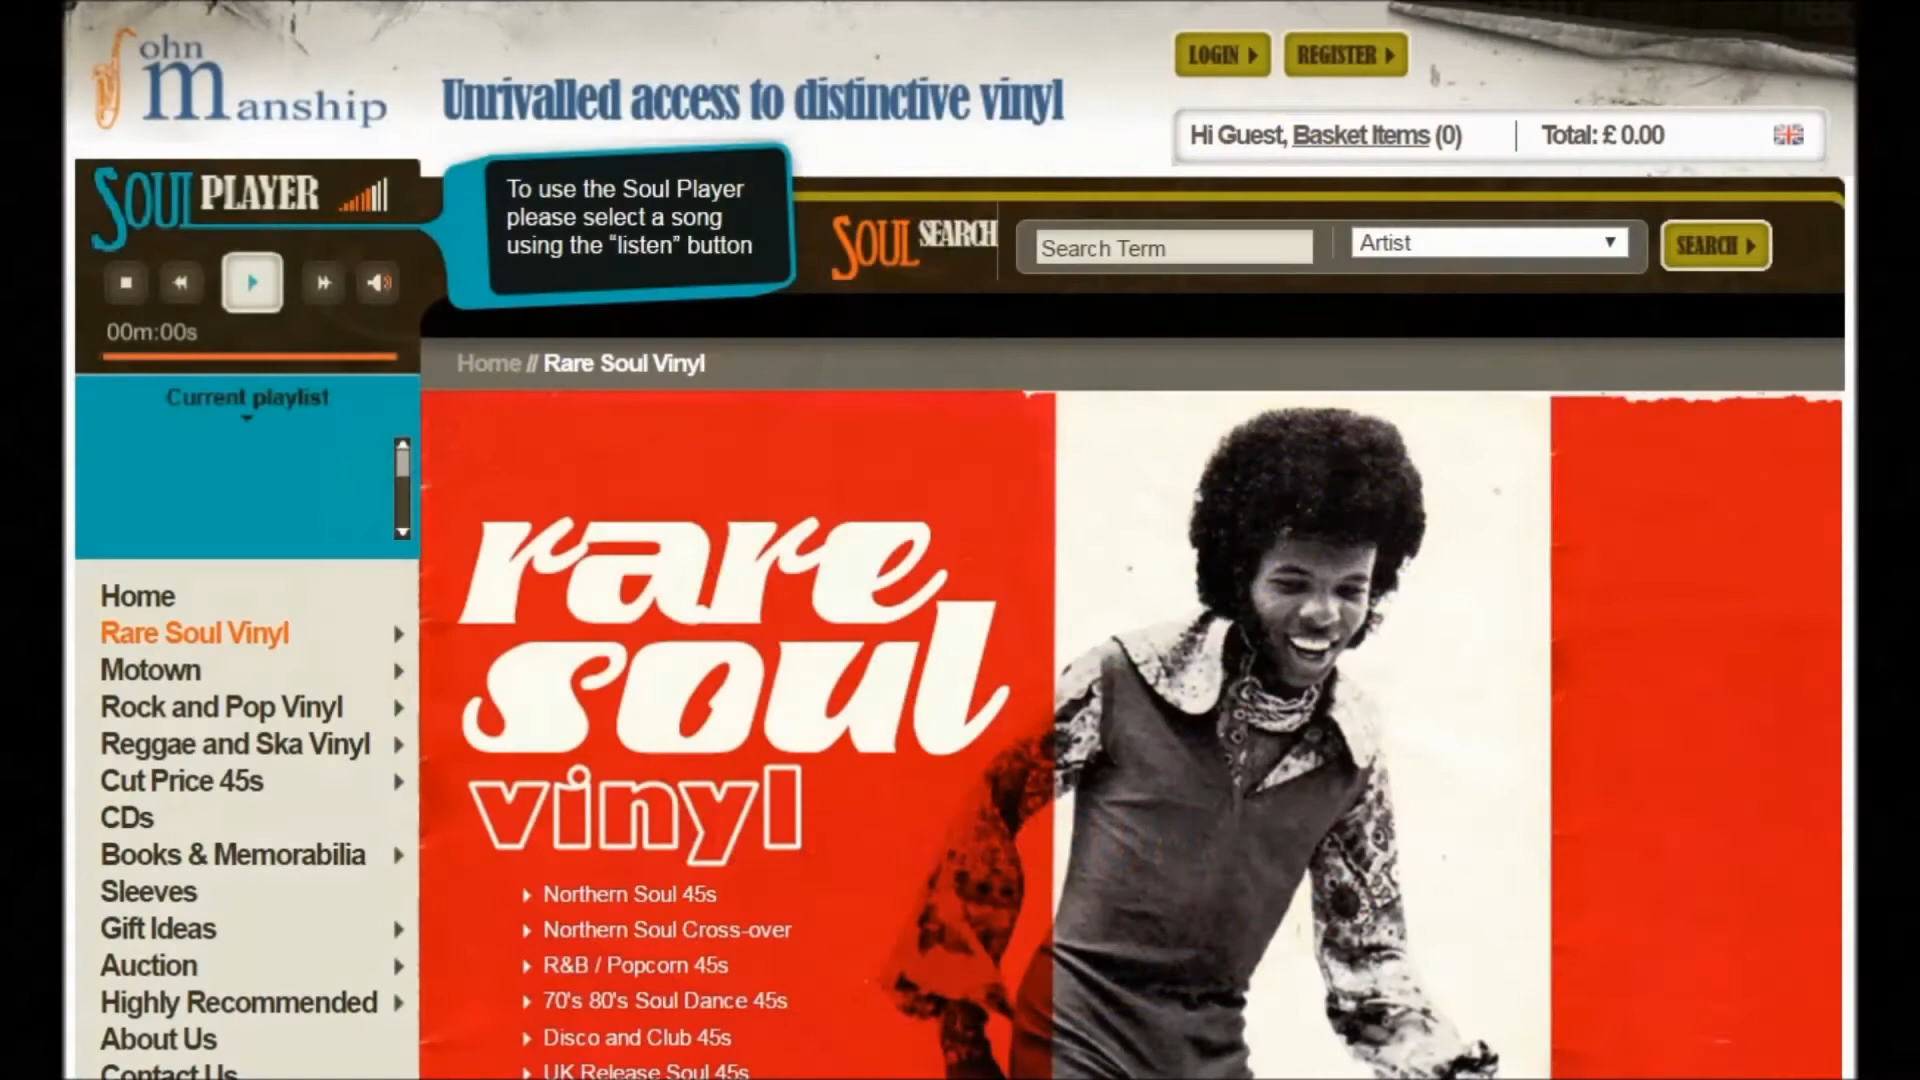 John
Manship
Unrivalled access to distinctive vinyl
LOGIN
REGISTER
Hi Guest, Basket Items (0)
Total: £ 0.00
SOUL PLAYER
To use the Soul Player
please select a song
using the “listen” button
SOUL SEARCH
Search Term
Artist
SEARCH
00m:00s
Current playlist
Home // Rare Soul Vinyl
Home
Rare Soul Vinyl
Motown
Rock and Pop Vinyl
Reggae and Ska Vinyl
Cut Price 45s
CDs
Books & Memorabilia
Sleeves
Gift Ideas
Auction
Highly Recommended
About Us
Contact Us
rare
soul
vinyl
Northern Soul 45s
Northern Soul Cross-over
R&B / Popcorn 45s
70's 80's Soul Dance 45s
Disco and Club 45s
UK Release Soul 45s